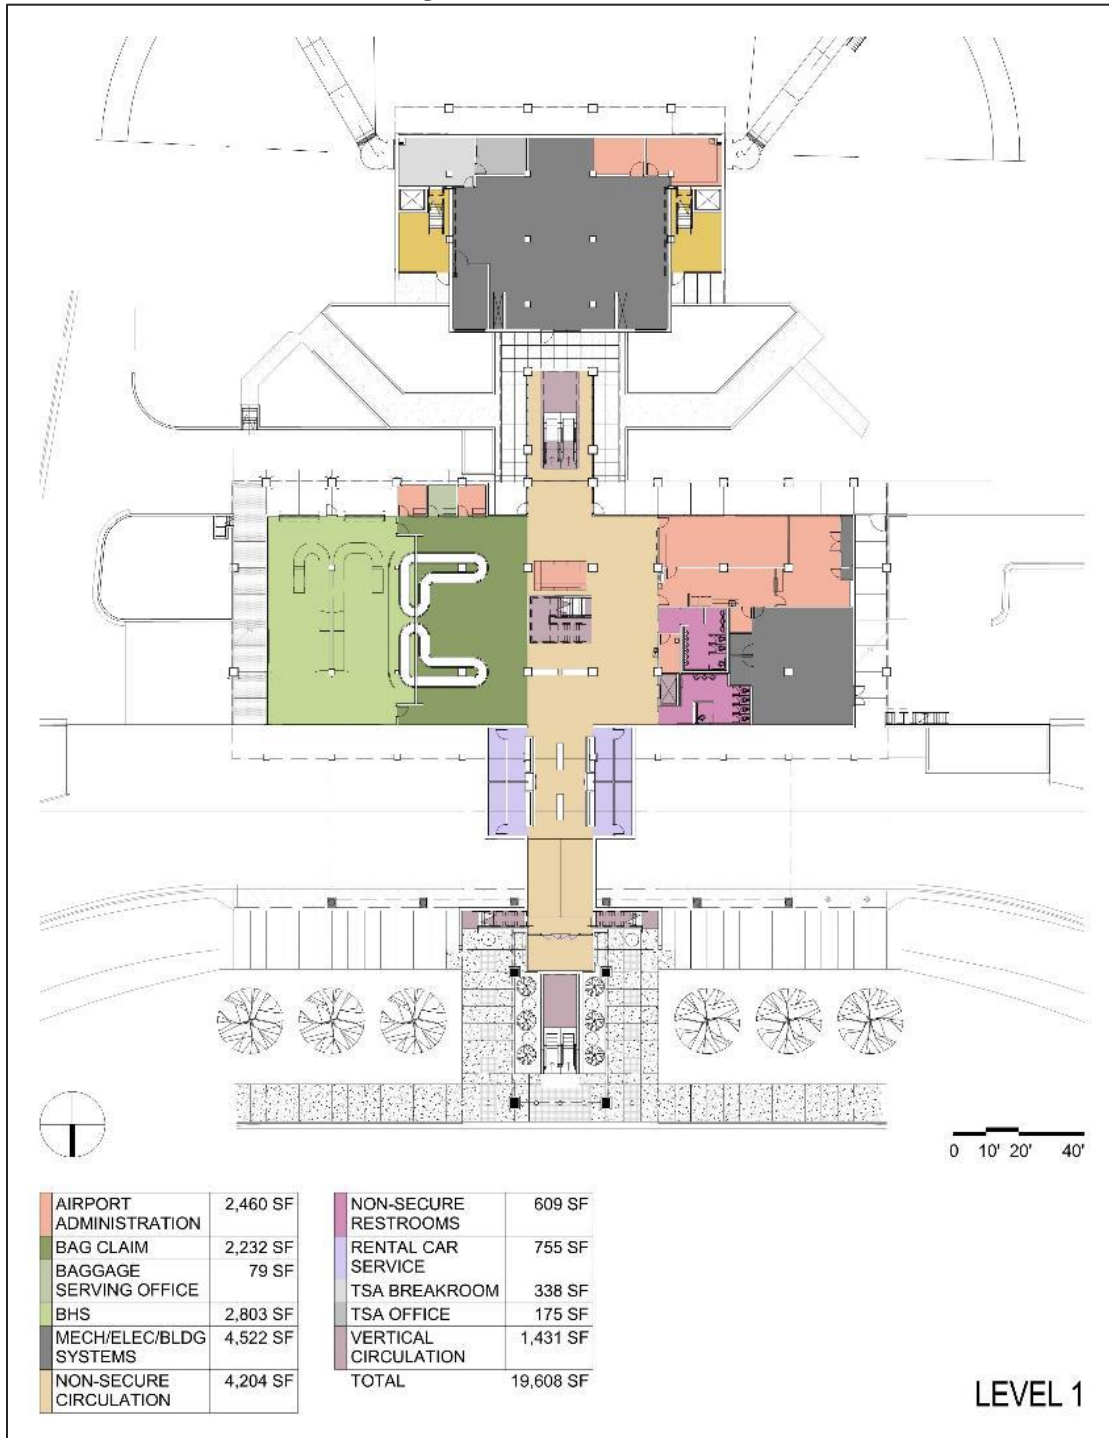 0 10' 20' 40'
AIRPORT 2,460 SF
ADMINISTRATION
BAG CLAIM 2,232 SF
BAGGAGE 79 SF
SERVING OFFICE
BHS 2,803 SF
MECH/ELEC/BLDG 4,522 SF
SYSTEMS
NON-SECURE 4,204 SF
CIRCULATION
NON-SECURE 609 SF
RESTROOMS
RENTAL CAR 755 SF
SERVICE
TSA BREAKROOM 338 SF
TSA OFFICE 175 SF
VERTICAL 1,431 SF
CIRCULATION
TOTAL 19,608 SF
LEVEL 1